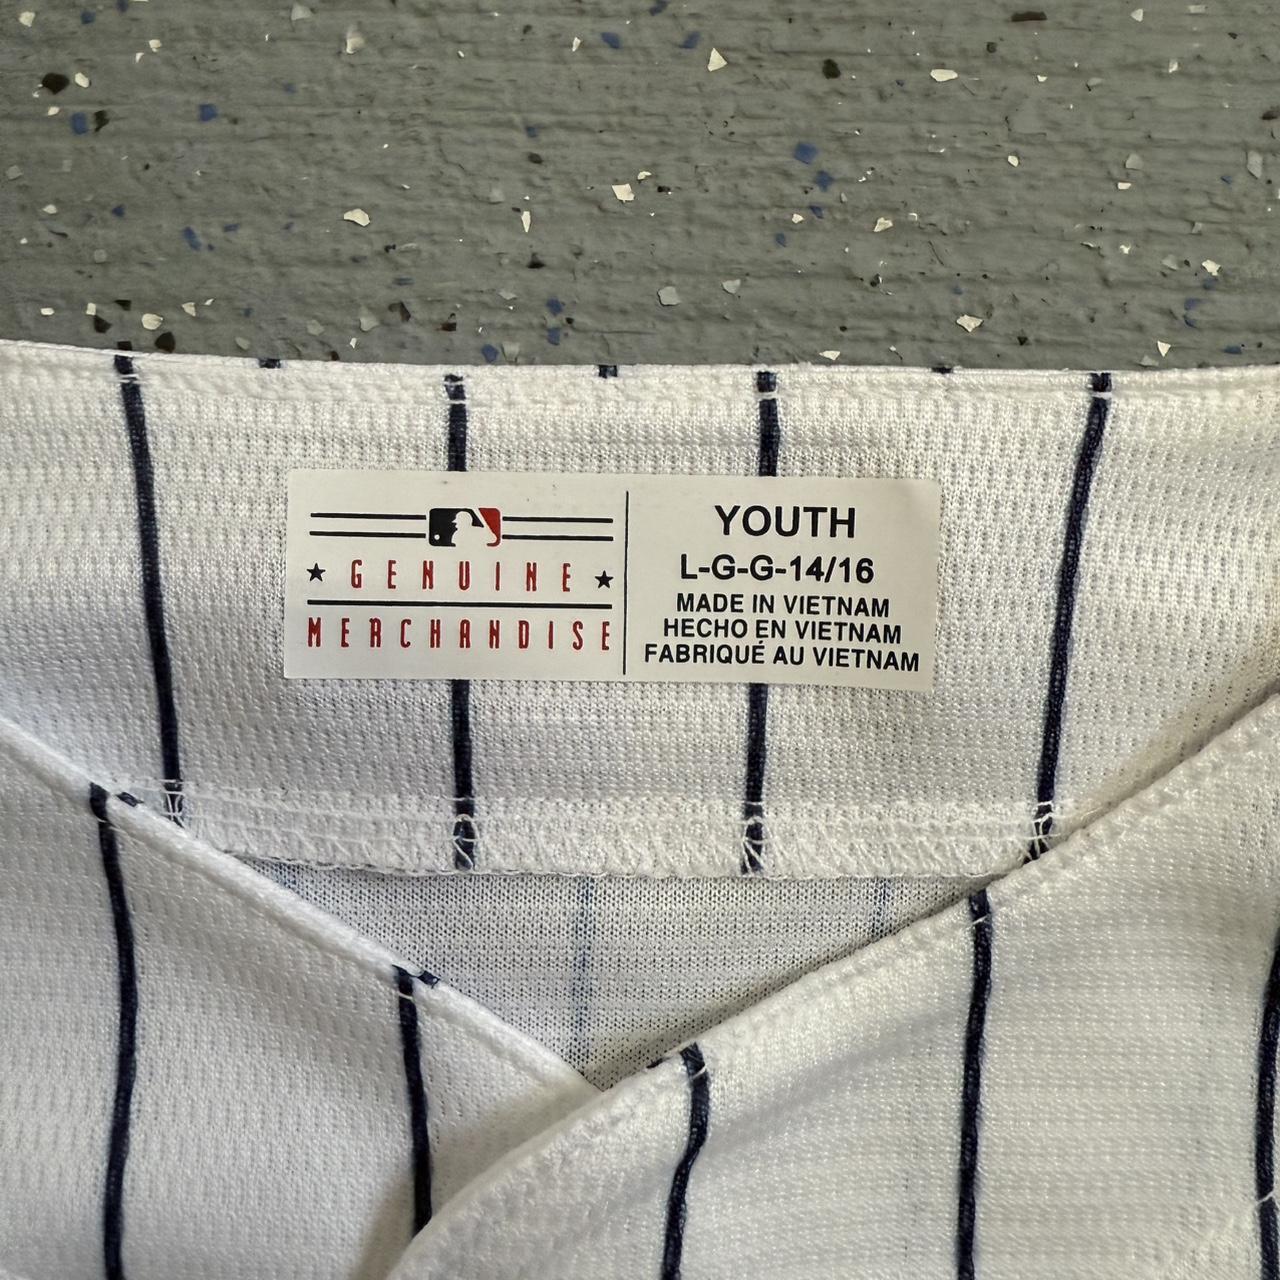 ★ GENUINE ★
MERCHANDISE
YOUTH
L-G-G-14/16
MADE IN VIETNAM
HECHO EN VIETNAM
FABRIQUÉ AU VIETNAM